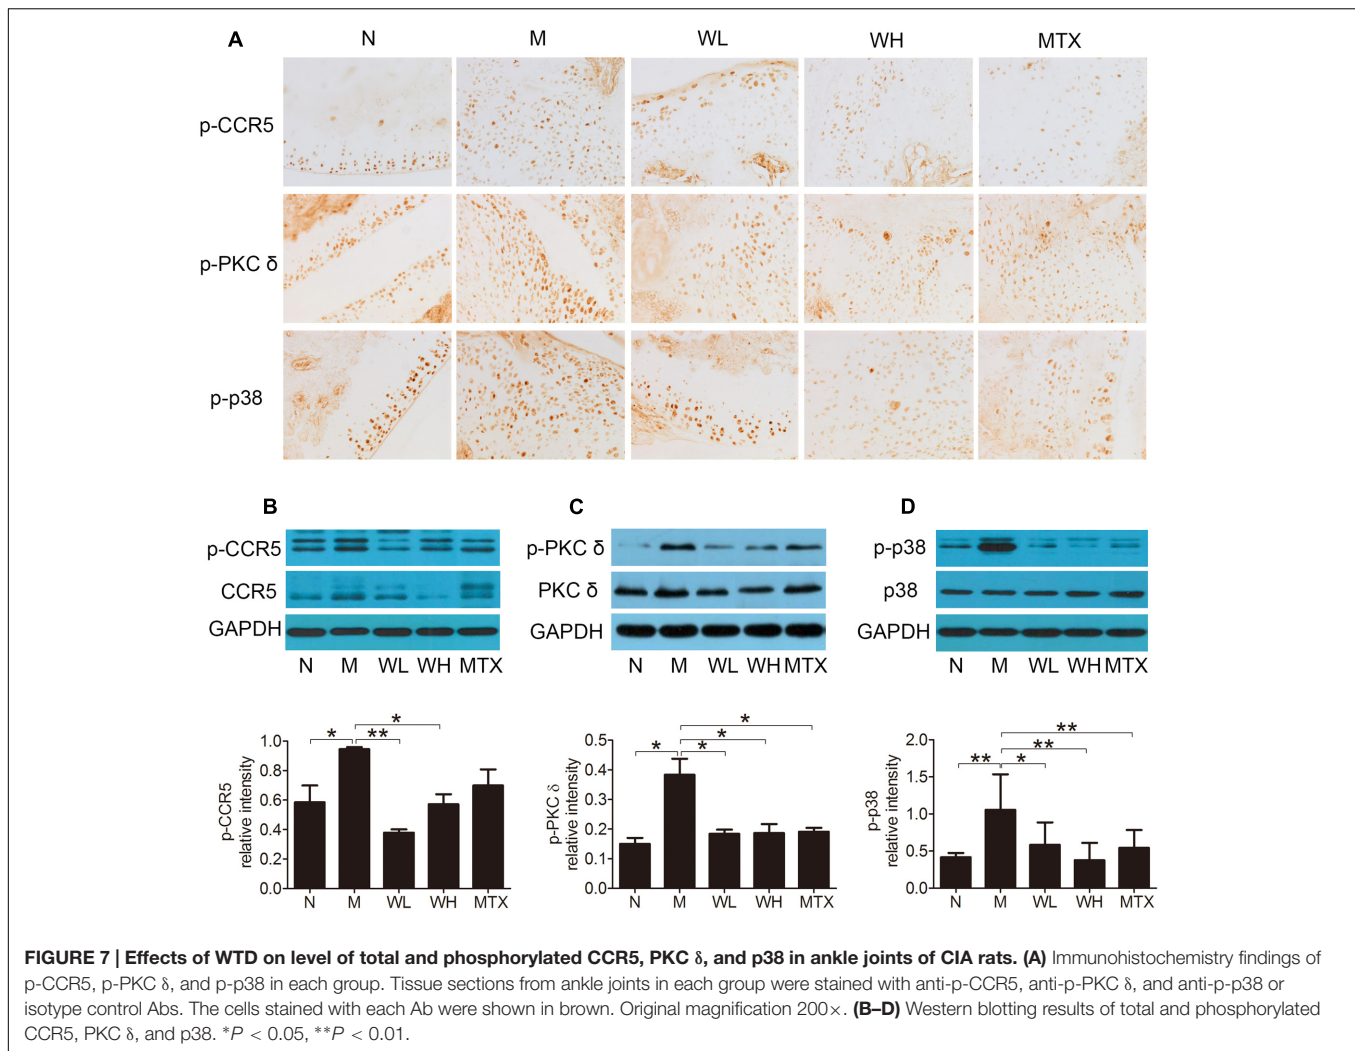 A
N M WL WH MTX
p-CCR5
p-PKC δ
p-p38
B
p-CCR5
CCR5
GAPDH
N M WL WH MTX
* ** *
p-CCR5
relative intensity
1.0
0.8
0.6
0.4
0.2
0.0
N M WL WH MTX
C
p-PKC δ
PKC δ
GAPDH
N M WL WH MTX
* * * *
p-PKC δ
relative intensity
0.5
0.4
0.3
0.2
0.1
0.0
N M WL WH MTX
D
p-p38
p38
GAPDH
N M WL WH MTX
** * ** **
p-p38
relative intensity
2.0
1.5
1.0
0.5
0.0
N M WL WH MTX
FIGURE 7 | Effects of WTD on level of total and phosphorylated CCR5, PKC δ, and p38 in ankle joints of CIA rats. (A) Immunohistochemistry findings of
p-CCR5, p-PKC δ, and p-p38 in each group. Tissue sections from ankle joints in each group were stained with anti-p-CCR5, anti-p-PKC δ, and anti-p-p38 or
isotype control Abs. The cells stained with each Ab were shown in brown. Original magnification 200×. (B–D) Western blotting results of total and phosphorylated
CCR5, PKC δ, and p38. *P < 0.05, **P < 0.01.